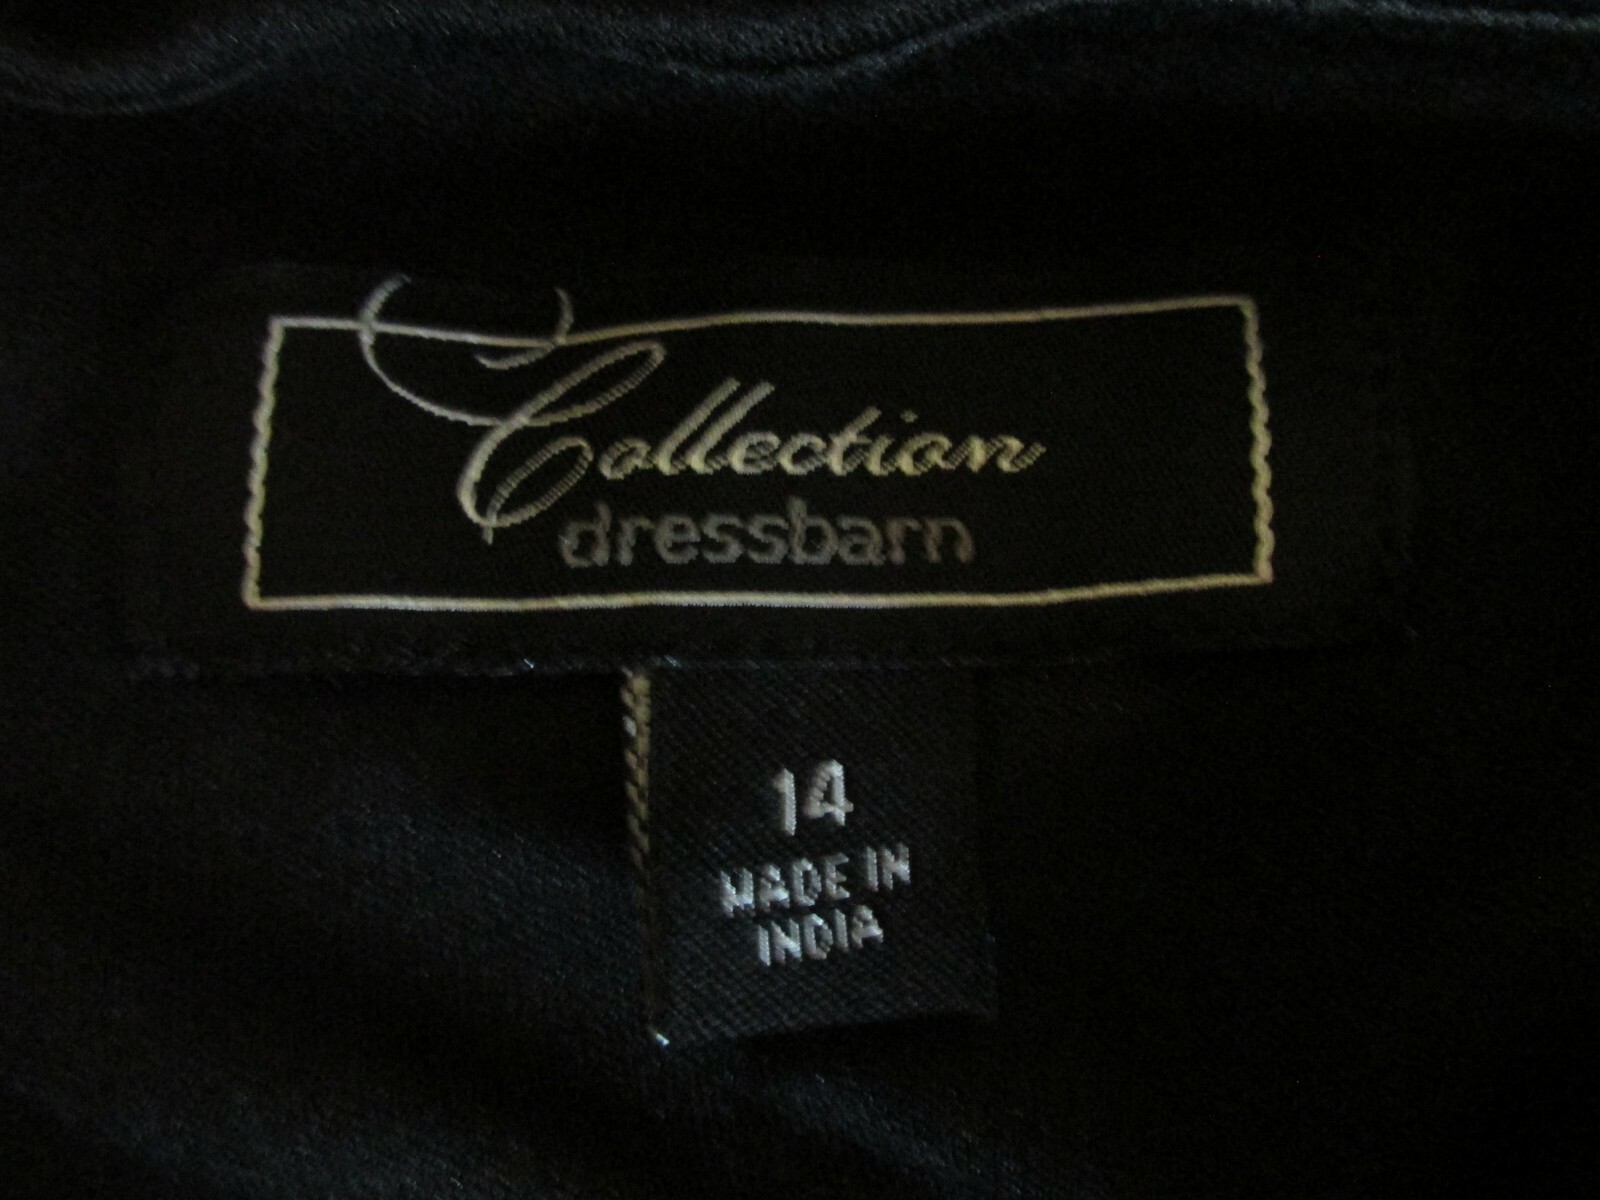 Collection
dressbarn
14
MADE IN
INDIA